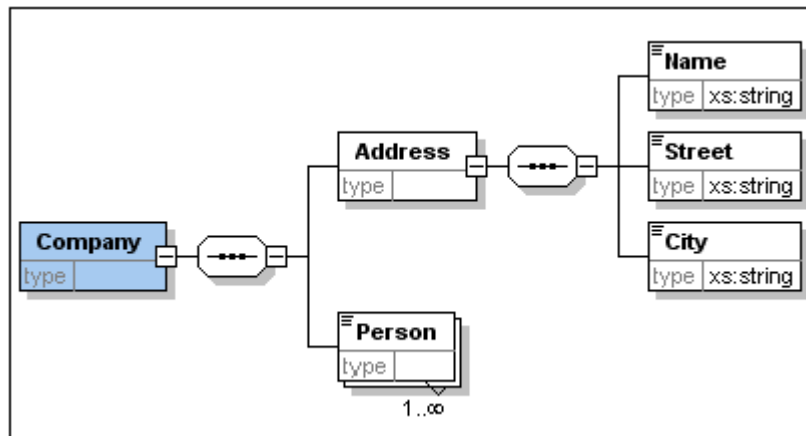 Name
type xs:string
Address
type
Street
type xs:string
Company
type
City
type xs:string
Person
type
1..∞